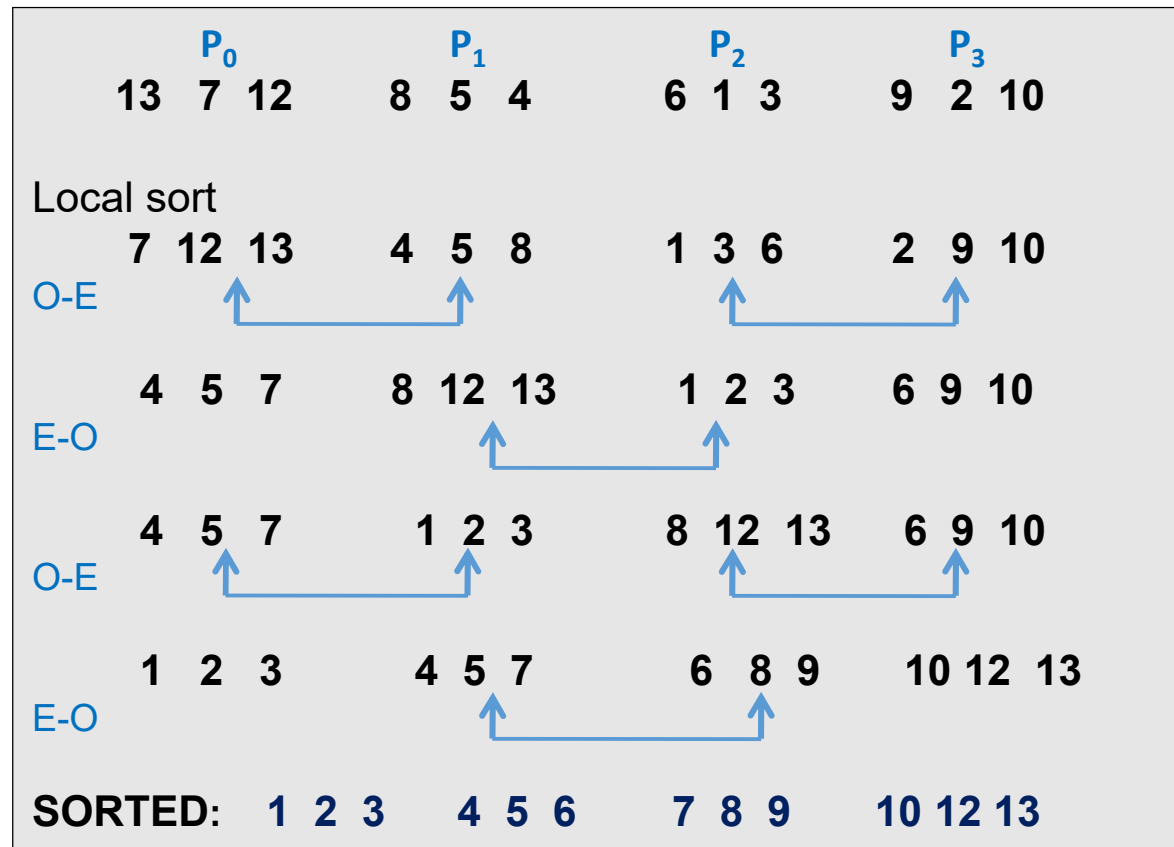 P₀ P₁ P₂ P₃
13 7 12 8 5 4 6 1 3 9 2 10
Local sort
7 12 13 4 5 8 1 3 6 2 9 10
O-E
4 5 7 8 12 13 1 2 3 6 9 10
E-O
4 5 7 1 2 3 8 12 13 6 9 10
O-E
1 2 3 4 5 7 6 8 9 10 12 13
E-O
SORTED: 1 2 3 4 5 6 7 8 9 10 12 13